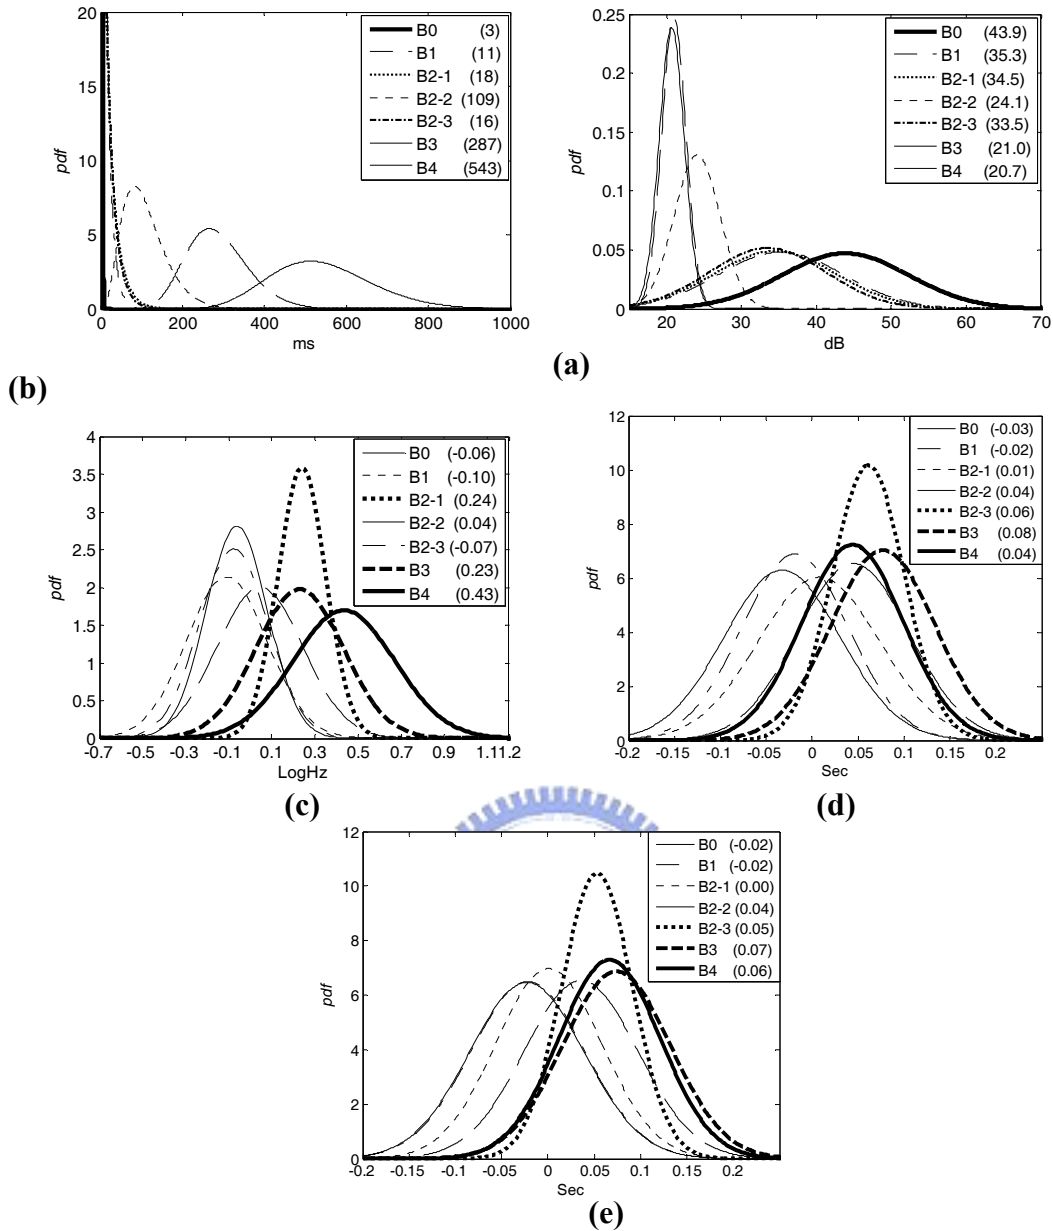 20
15
10
5
0
pdf
0 200 400 600 800 1000
ms
B0 (3)
B1 (11)
B2-1 (18)
B2-2 (109)
B2-3 (16)
B3 (287)
B4 (543)
(b)
0.25
0.2
0.15
0.1
0.05
0
pdf
20 30 40 50 60 70
dB
B0 (43.9)
B1 (35.3)
B2-1 (34.5)
B2-2 (24.1)
B2-3 (33.5)
B3 (21.0)
B4 (20.7)
(a)
4
3.5
3
2.5
2
1.5
1
0.5
0
pdf
-0.7 -0.5 -0.3 -0.1 0.1 0.3 0.5 0.7 0.9 1.11.2
LogHz
B0 (-0.06)
B1 (-0.10)
B2-1 (0.24)
B2-2 (0.04)
B2-3 (-0.07)
B3 (0.23)
B4 (0.43)
(c)
12
10
8
6
4
2
0
pdf
-0.2 -0.15 -0.1 -0.05 0 0.05 0.1 0.15 0.2
Sec
B0 (-0.03)
B1 (-0.02)
B2-1 (0.01)
B2-2 (0.04)
B2-3 (0.06)
B3 (0.08)
B4 (0.04)
(d)
12
10
8
6
4
2
0
pdf
-0.2 -0.15 -0.1 -0.05 0 0.05 0.1 0.15 0.2
Sec
B0 (-0.02)
B1 (-0.02)
B2-1 (0.00)
B2-2 (0.04)
B2-3 (0.05)
B3 (0.07)
B4 (0.06)
(e)